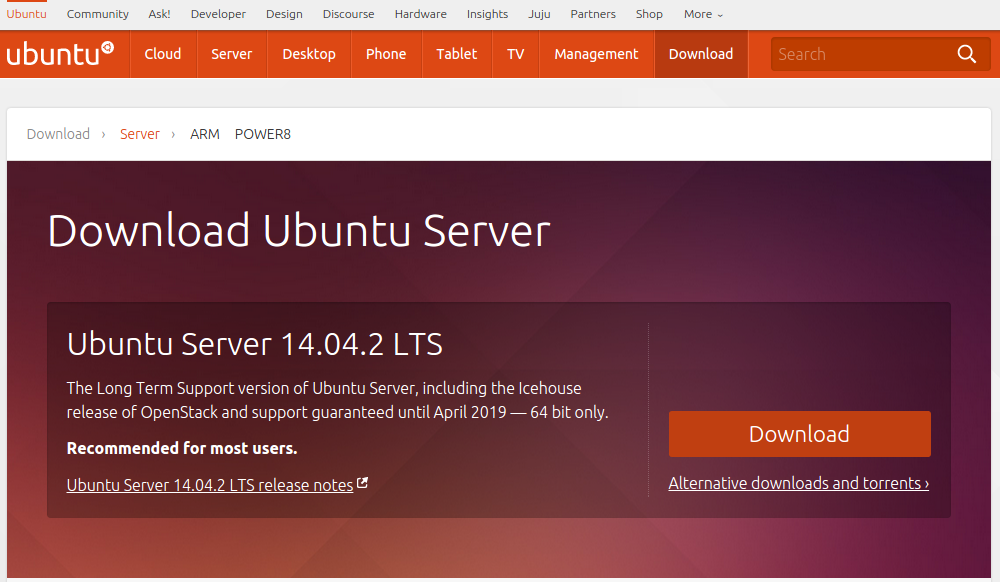 Ubuntu Community Ask! Developer Design Discourse Hardware Insights Juju Partners Shop More
ubuntu Cloud Server Desktop Phone Tablet TV Management Download Search
Download › Server › ARM POWER8
Download Ubuntu Server
Ubuntu Server 14.04.2 LTS
The Long Term Support version of Ubuntu Server, including the Icehouse
release of OpenStack and support guaranteed until April 2019 — 64 bit only.
Recommended for most users.
Ubuntu Server 14.04.2 LTS release notes
Download
Alternative downloads and torrents ›